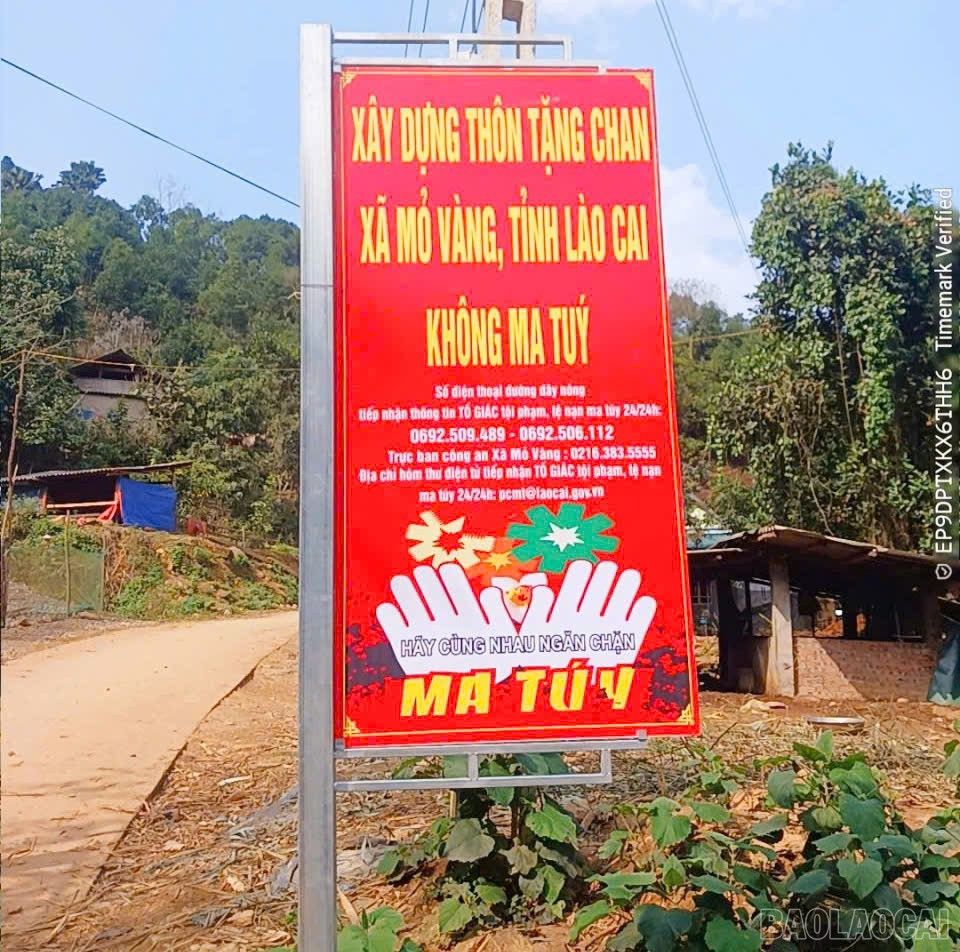 XÂY DỰNG THÔN TẶNG CHAN
XÃ MỎ VÀNG, TỈNH LÀO CAI
KHÔNG MA TUÝ
Số điện thoại đường dây nóng
tiếp nhận thông tin TỐ GIÁC tội phạm, tệ nạn ma túy 24/24h:
0692.509.489 - 0692.506.112
Trực ban công an Xã Mỏ Vàng : 0216.383.5555
Địa chỉ hòm thư điện tử tiếp nhận TỐ GIÁC tội phạm, tệ nạn
ma túy 24/24h: pcmt@laocai.gov.vn
HÃY CÙNG NHAU NGĂN CHẶN
MA TÚY
EP9DPTXKX6THH6 Timemark Verified
BAOLAOCAI